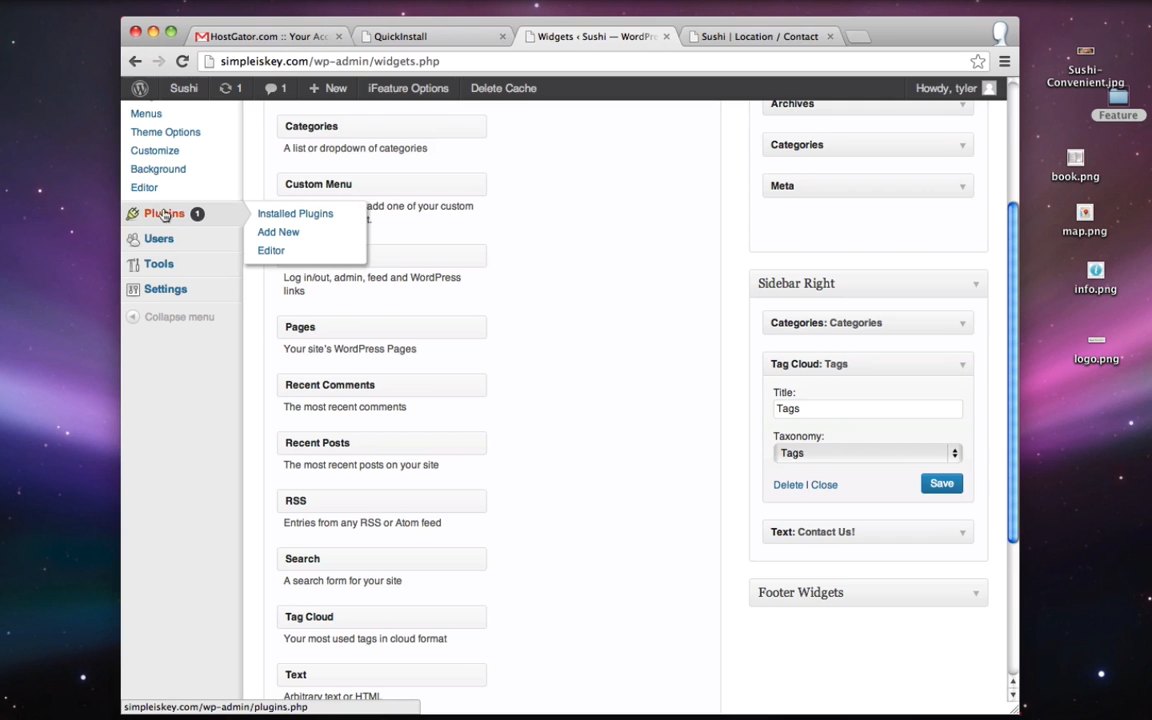 HostGator.com :: Your Acc
QuickInstall
Widgets ‹ Sushi — WordPre
Sushi | Location / Contact
simpleiskey.com/wp-admin/widgets.php
Sushi
1
1
+ New
iFeature Options
Delete Cache
Howdy, tyler
Menus
Theme Options
Customize
Background
Editor
Plugins 1
Users
Tools
Settings
Collapse menu
Installed Plugins
Add New
Editor
Categories
A list or dropdown of categories
Custom Menu
add one of your custom
Log in/out, admin, feed and WordPress
links
Pages
Your site's WordPress Pages
Recent Comments
The most recent comments
Recent Posts
The most recent posts on your site
RSS
Entries from any RSS or Atom feed
Search
A search form for your site
Tag Cloud
Your most used tags in cloud format
Text
Arbitrary text or HTML
Archives
Categories
Meta
Sidebar Right
Categories: Categories
Tag Cloud: Tags
Title:
Tags
Taxonomy:
Tags
Delete | Close
Save
Text: Contact Us!
Footer Widgets
simpleiskey.com/wp-admin/plugins.php
Sushi-
Convenient.jpg
Feature
book.png
map.png
info.png
logo.png